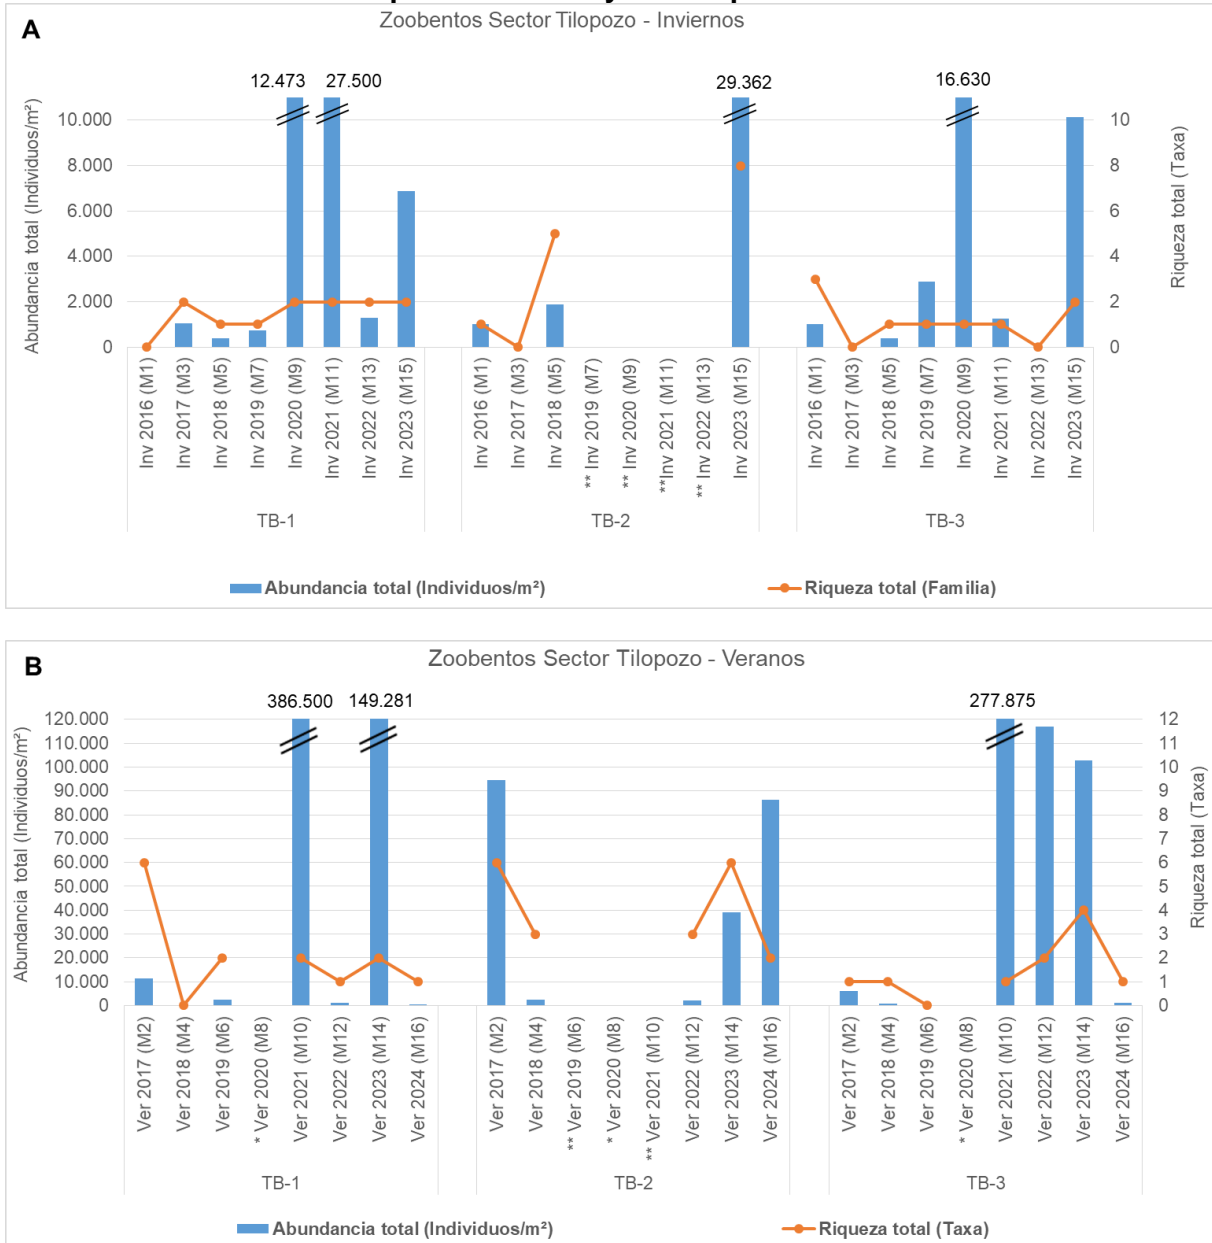 A
Zoobentos Sector Tilopozo - Inviernos
12.473
27.500
29.362
16.630
Abundancia total (Individuos/m²)
10.000
8.000
6.000
4.000
2.000
0
10
8
6
4
2
0
Riqueza total (Taxa)
Inv 2016 (M1)
Inv 2017 (M3)
Inv 2018 (M5)
Inv 2019 (M7)
Inv 2020 (M9)
Inv 2021 (M11)
Inv 2022 (M13)
Inv 2023 (M15)
Inv 2016 (M1)
Inv 2017 (M3)
Inv 2018 (M5)
** Inv 2019 (M7)
** Inv 2020 (M9)
**Inv 2021 (M11)
** Inv 2022 (M13)
Inv 2023 (M15)
Inv 2016 (M1)
Inv 2017 (M3)
Inv 2018 (M5)
Inv 2019 (M7)
Inv 2020 (M9)
Inv 2021 (M11)
Inv 2022 (M13)
Inv 2023 (M15)
TB-1
TB-2
TB-3
Abundancia total (Individuos/m²)
Riqueza total (Familia)
B
Zoobentos Sector Tilopozo - Veranos
386.500
149.281
277.875
Abundancia total (Individuos/m²)
120.000
110.000
100.000
90.000
80.000
70.000
60.000
50.000
40.000
30.000
20.000
10.000
0
12
11
10
9
8
7
6
5
4
3
2
1
0
Riqueza total (Taxa)
Ver 2017 (M2)
Ver 2018 (M4)
Ver 2019 (M6)
* Ver 2020 (M8)
Ver 2021 (M10)
Ver 2022 (M12)
Ver 2023 (M14)
Ver 2024 (M16)
Ver 2017 (M2)
Ver 2018 (M4)
** Ver 2019 (M6)
* Ver 2020 (M8)
** Ver 2021 (M10)
Ver 2022 (M12)
Ver 2023 (M14)
Ver 2024 (M16)
Ver 2017 (M2)
Ver 2018 (M4)
Ver 2019 (M6)
* Ver 2020 (M8)
Ver 2021 (M10)
Ver 2022 (M12)
Ver 2023 (M14)
Ver 2024 (M16)
TB-1
TB-2
TB-3
Abundancia total (Individuos/m²)
Riqueza total (Taxa)